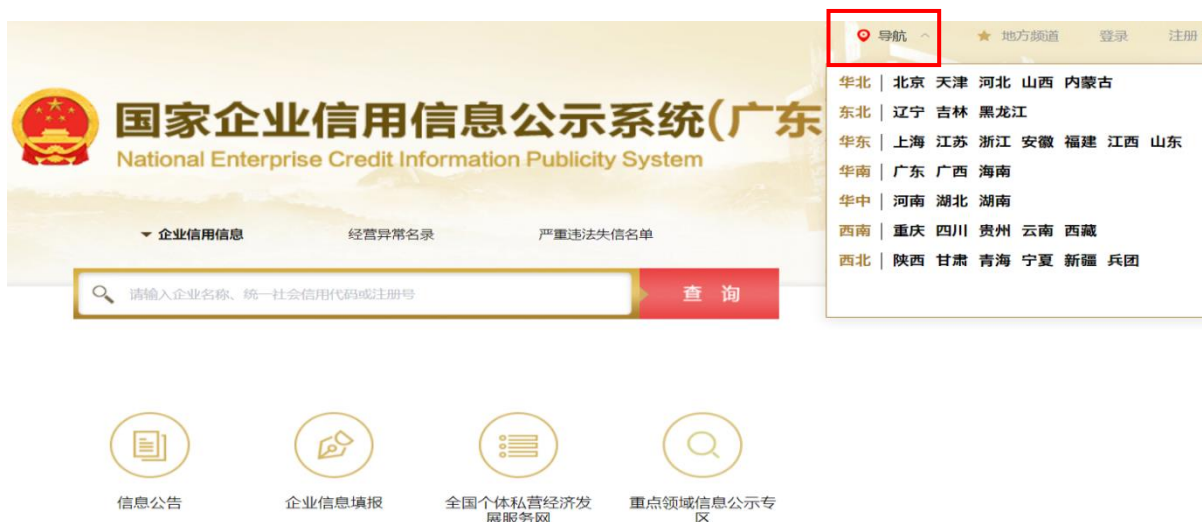 导航
地方频道
登录
注册
国家企业信用信息公示系统(广东
National Enterprise Credit Information Publicity System
华北 | 北京 天津 河北 山西 内蒙古
东北 | 辽宁 吉林 黑龙江
华东 | 上海 江苏 浙江 安徽 福建 江西 山东
华南 | 广东 广西 海南
华中 | 河南 湖北 湖南
西南 | 重庆 四川 贵州 云南 西藏
西北 | 陕西 甘肃 青海 宁夏 新疆 兵团
企业信用信息
经营异常名录
严重违法失信名单
请输入企业名称、统一社会信用代码或注册号
查 询
信息公告
企业信息填报
全国个体私营经济发
展服务网
重点领域信息公示专
区